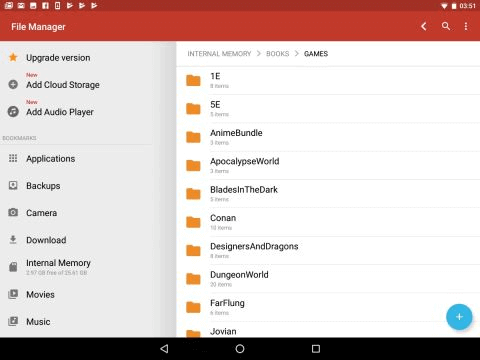 03:51
File Manager
INTERNAL MEMORY > BOOKS > GAMES
Upgrade version
New
Add Cloud Storage
New
Add Audio Player
BOOKMARKS
Applications
Backups
Camera
Download
Internal Memory
2.97 GB free of 25.61 GB
Movies
Music
1E
8 items
5E
5 items
AnimeBundle
3 items
ApocalypseWorld
3 items
BladesInTheDark
5 items
Conan
10 items
DesignersAndDragons
8 items
DungeonWorld
20 items
FarFlung
6 items
Jovian